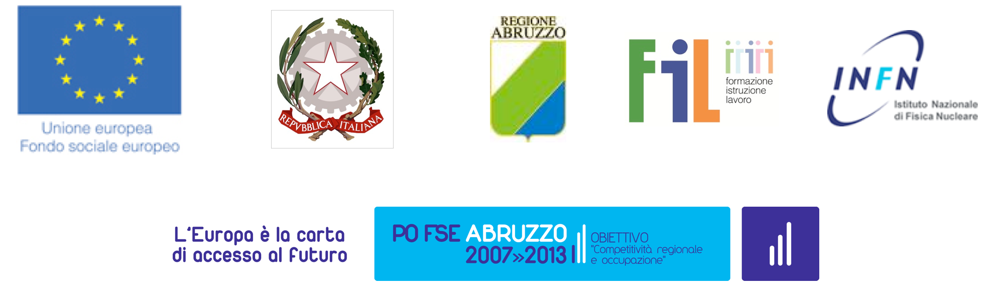 Unione europea
Fondo sociale europeo
REPVBBLICA ITALIANA
REGIONE
ABRUZZO
FiL
formazione
istruzione
lavoro
INFN
Istituto Nazionale
di Fisica Nucleare
L'Europa è la carta
di accesso al futuro
PO FSE ABRUZZO
2007»2013
OBIETTIVO
"Competitività regionale
e occupazione"